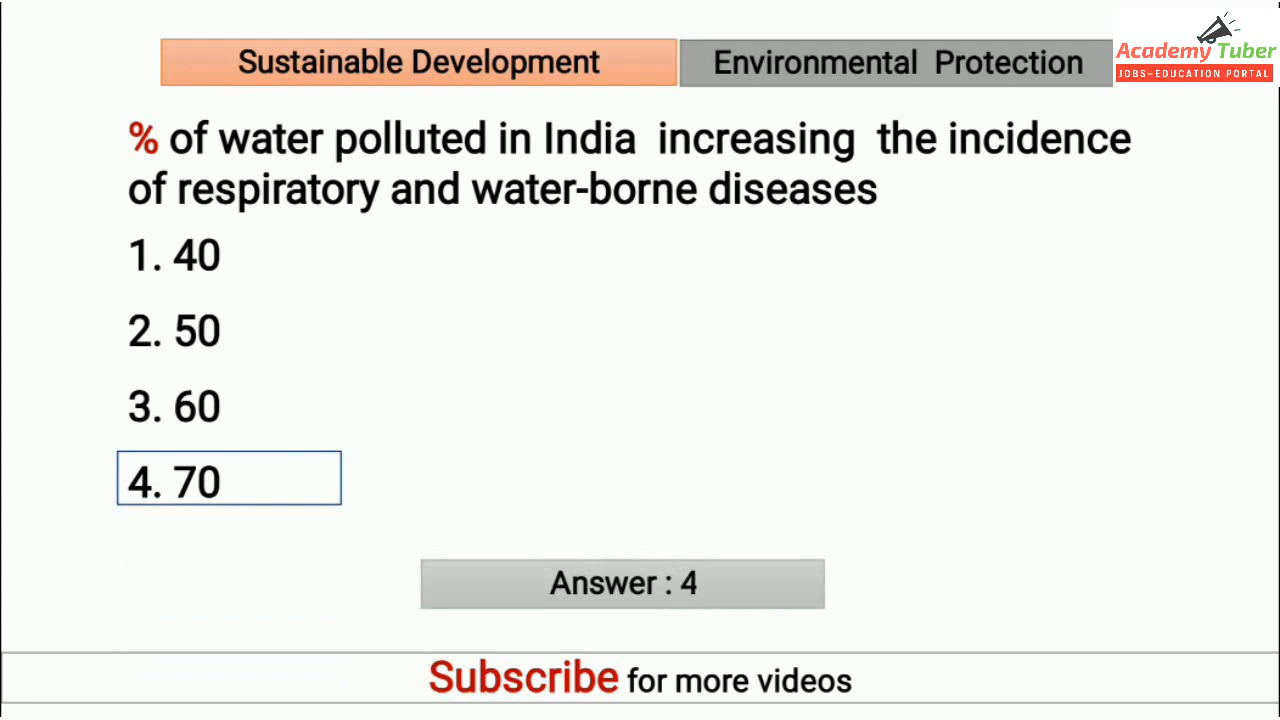 Sustainable Development
Environmental Protection
Academy Tuber
JOBS-EDUCATION PORTAL
% of water polluted in India increasing the incidence
of respiratory and water-borne diseases
1. 40
2. 50
3. 60
4. 70
Answer : 4
Subscribe for more videos